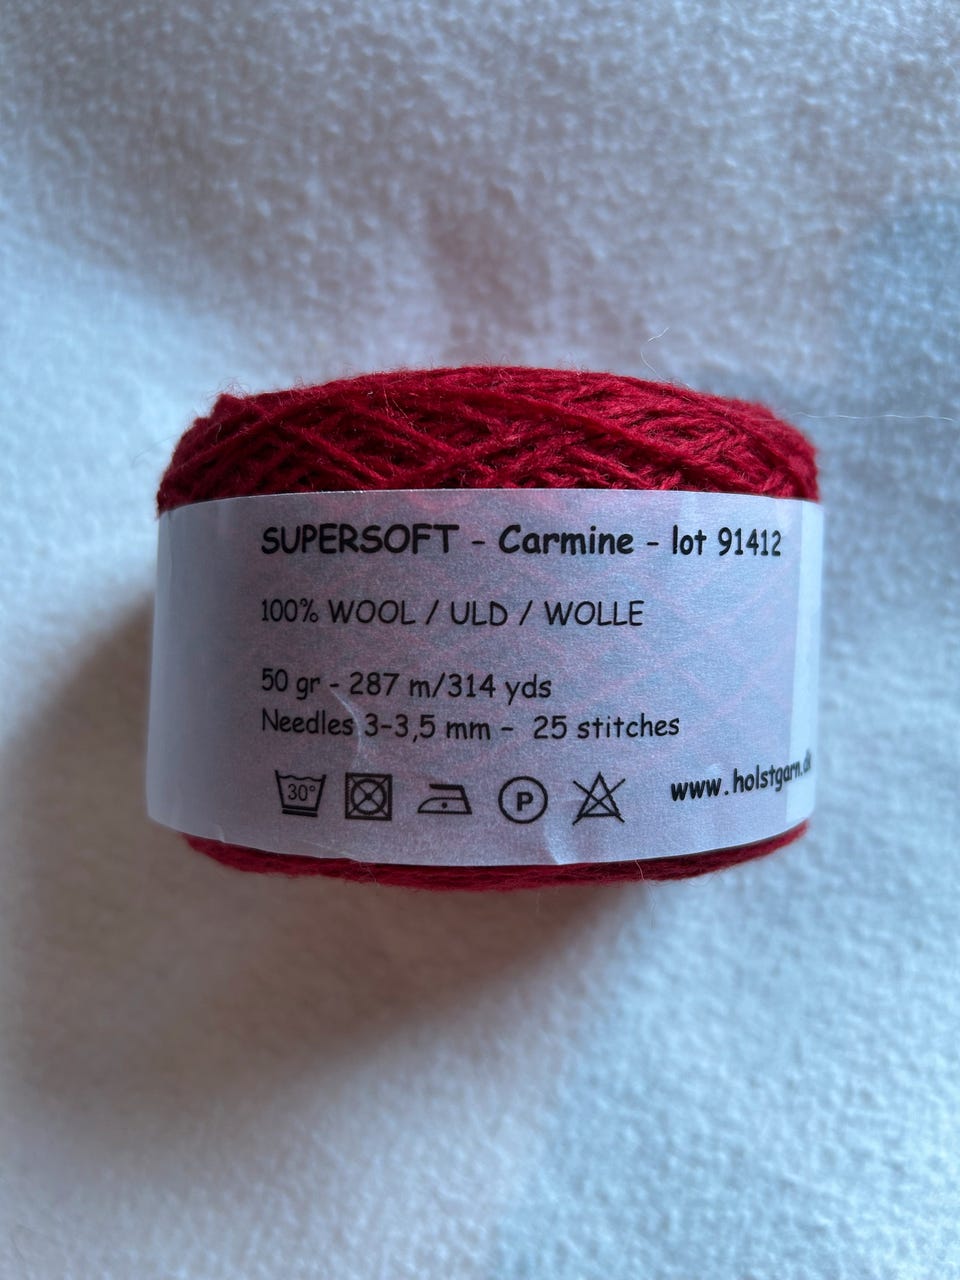 SUPERSOFT - Carmine - lot 91412
100% WOOL / ULD / WOLLE
50 gr - 287 m/314 yds
Needles 3-3,5 mm - 25 stitches
30° P
www.holstgarn.dk